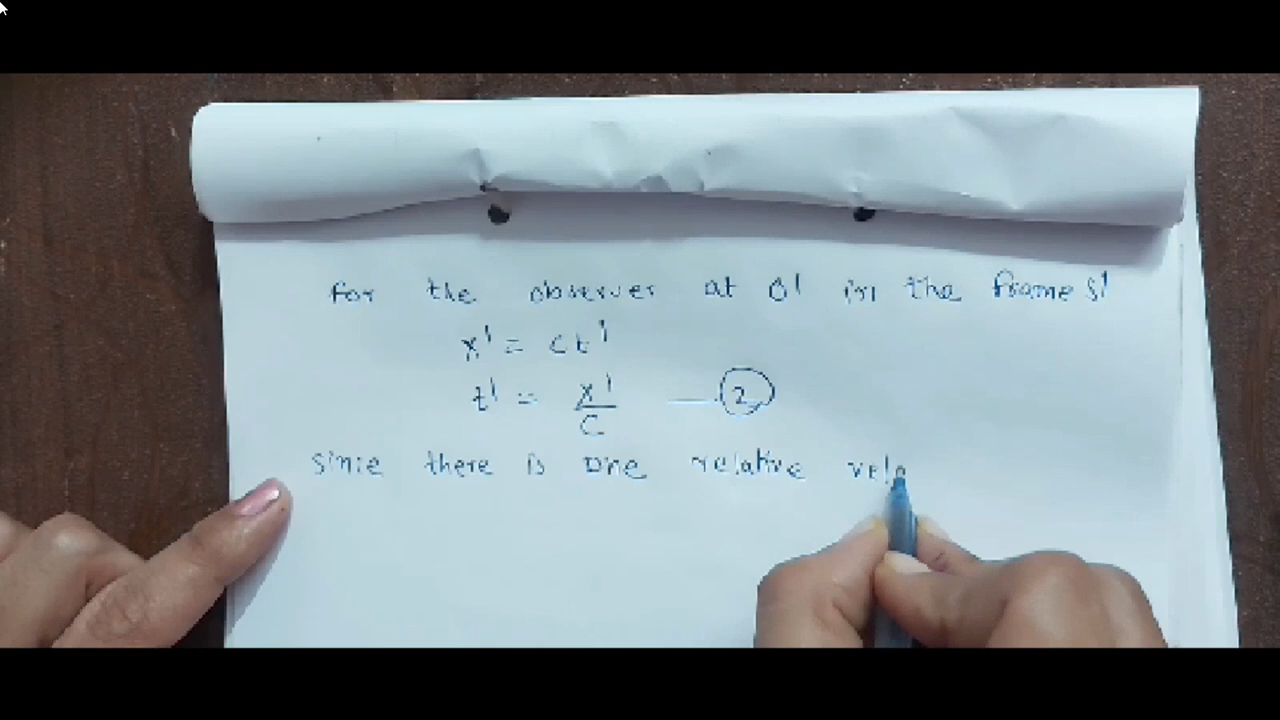 for the observer at O' in the frame S'
x' = ct'
t' = x'/c — 2
since there is one relative velo